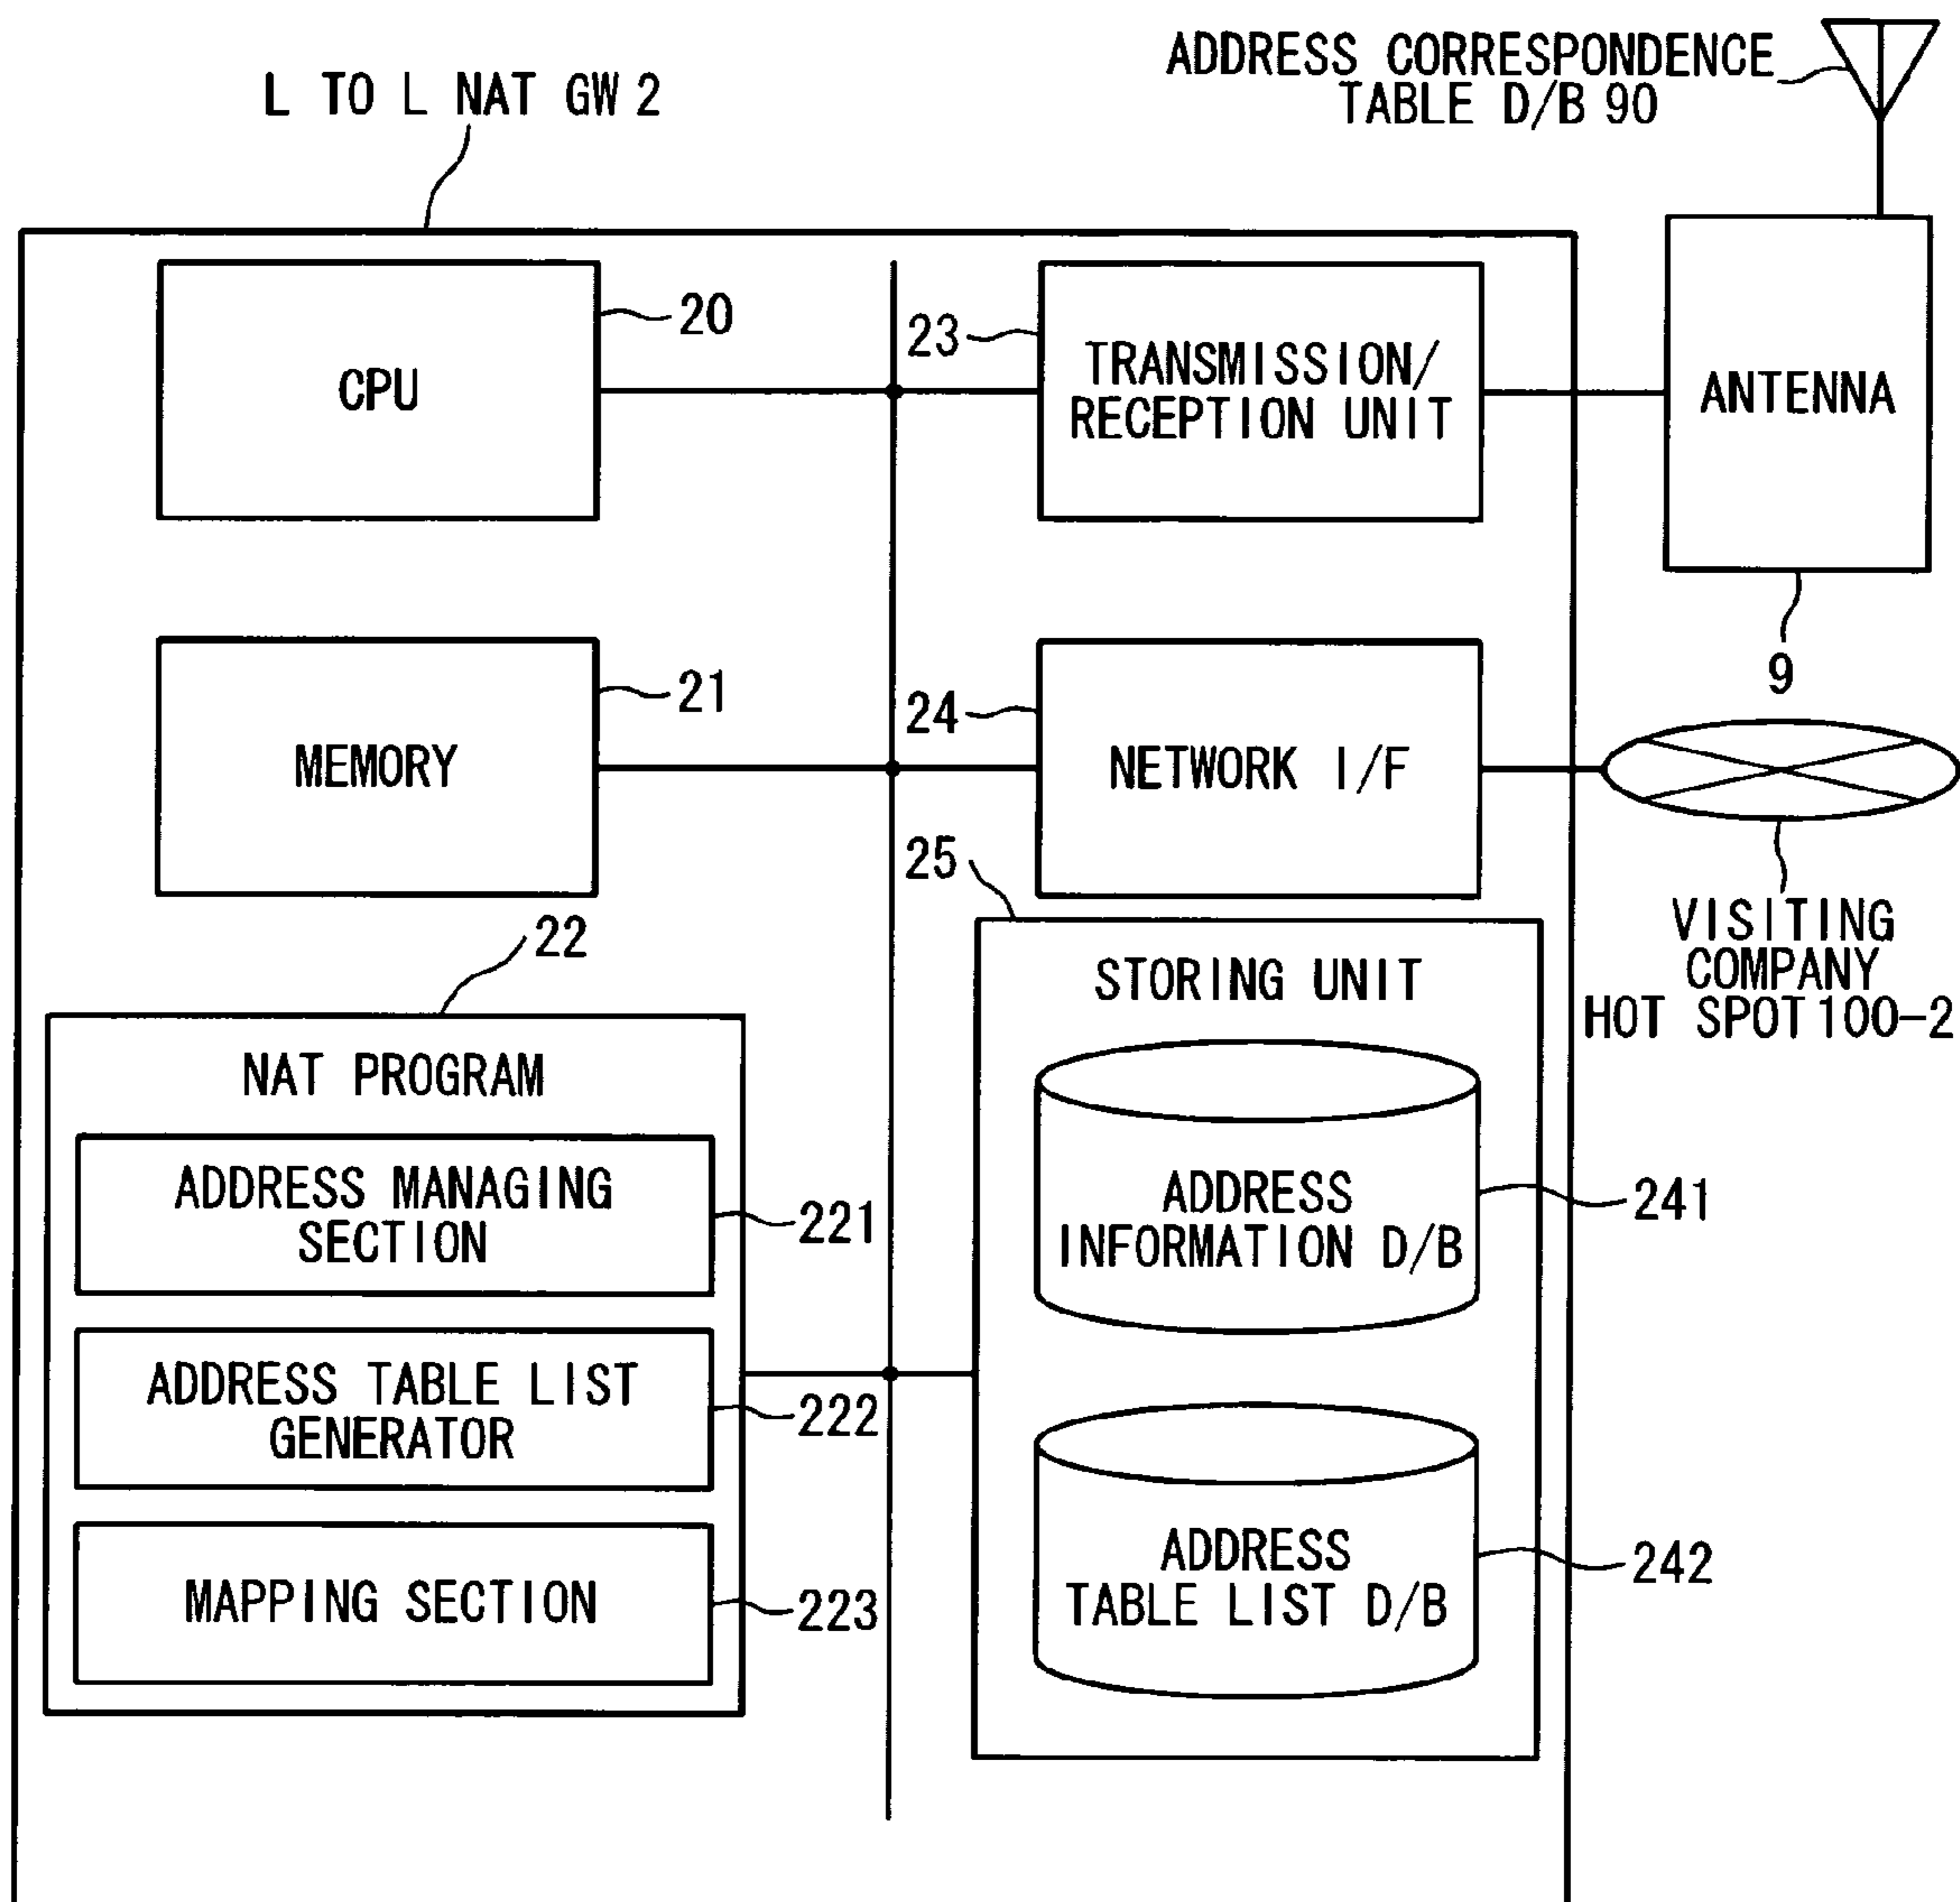 ADDRESS CORRESPONDENCE
TABLE D/B 90
L TO L NAT GW 2
CPU
20
23
TRANSMISSION/
RECEPTION UNIT
ANTENNA
9
MEMORY
21
24
NETWORK I/F
VISITING
COMPANY
HOT SPOT 100-2
22
NAT PROGRAM
ADDRESS MANAGING
SECTION
221
ADDRESS TABLE LIST
GENERATOR
222
MAPPING SECTION
223
25
STORING UNIT
ADDRESS
INFORMATION D/B
241
ADDRESS
TABLE LIST D/B
242